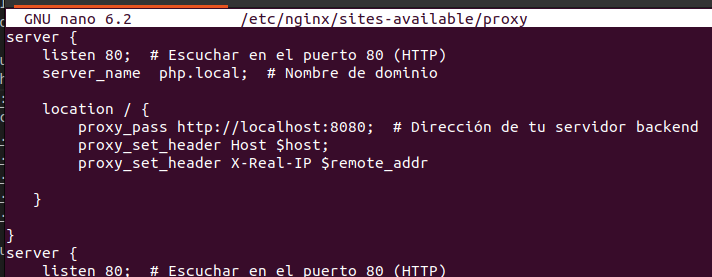 GNU nano 6.2 /etc/nginx/sites-available/proxy
server {
    listen 80;  # Escuchar en el puerto 80 (HTTP)
    server_name  php.local;  # Nombre de dominio

    location / {
        proxy_pass http://localhost:8080;  # Dirección de tu servidor backend
        proxy_set_header Host $host;
        proxy_set_header X-Real-IP $remote_addr

   }

}
server {
    listen 80;  # Escuchar en el puerto 80 (HTTP)